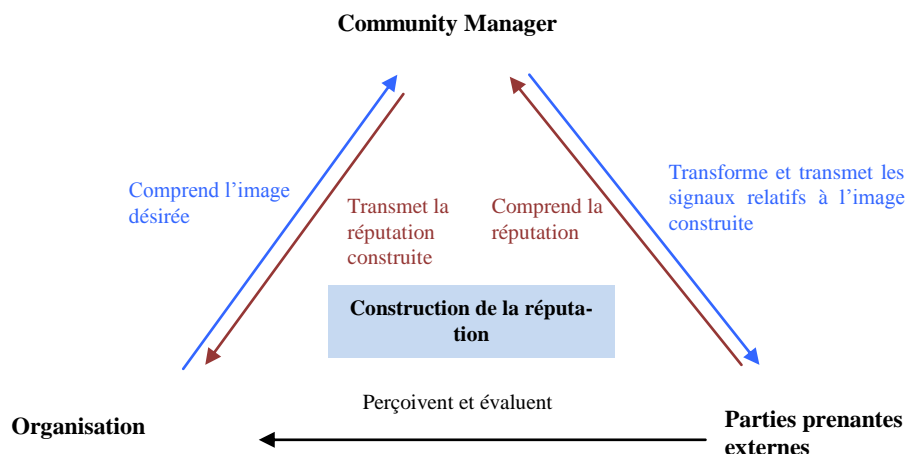 Community Manager
Comprend l’image
désirée
Transmet la
réputation
construite
Comprend la
réputation
Transforme et transmet les
signaux relatifs à l’image
construite
Construction de la réputa-
tion
Perçoivent et évaluent
Organisation
Parties prenantes
externes